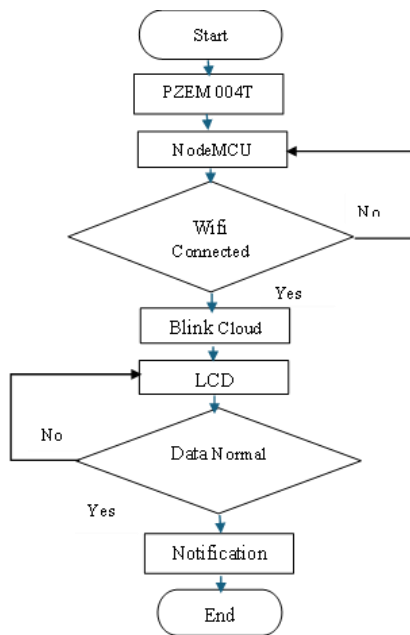 Start
PZEM 004T
NodeMCU
No
Wifi
Connected
Yes
Blink Cloud
LCD
No
Data Normal
Yes
Notification
End